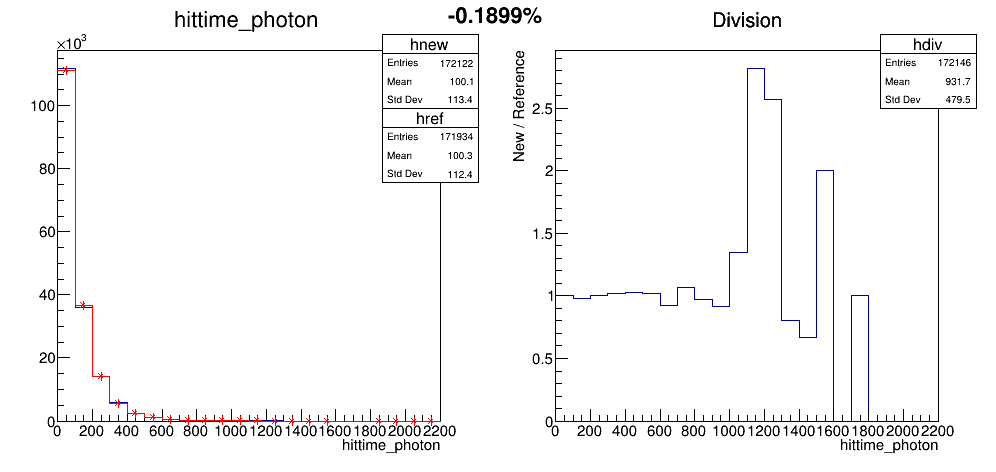 -0.1899%
hittime_photon
×10³
hnew
Entries 172122
Mean 100.1
Std Dev 113.4
href
Entries 171934
Mean 100.3
Std Dev 112.4
100
80
60
40
20
0
0 200 400 600 800 1000 1200 1400 1600 1800 2000 2200
hittime_photon
Division
hdiv
Entries 172146
Mean 931.7
Std Dev 479.5
New / Reference
2.5
2
1.5
1
0.5
0
0 200 400 600 800 1000 1200 1400 1600 1800 2000 2200
hittime_photon